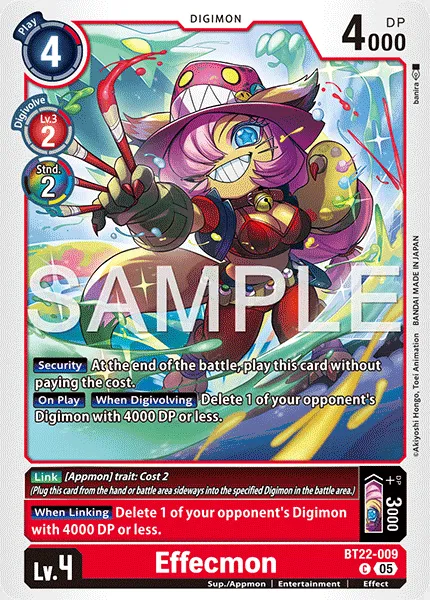 DIGIMON
Play
4
4000
DP
Digivolve
Lv.3
2
Stnd.
2
banira
SAMPLE
©Akiyoshi Hongo, Toei Animation BANDAI MADE IN JAPAN
Security At the end of the battle, play this card without
paying the cost.
On Play When Digivolving Delete 1 of your opponent's
Digimon with 4000 DP or less.
Link [Appmon] trait: Cost 2
(Plug this card from the hand or battle area sideways into the specified Digimon in the battle area.)
When Linking Delete 1 of your opponent's Digimon
with 4000 DP or less.
DP
+3000
Lv.4
Effecmon
BT22-009
C 05
Sup./Appmon | Entertainment | Effect